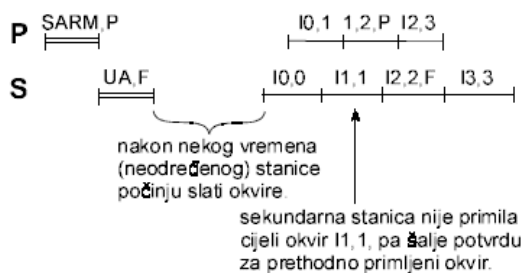 P SARM,P I0,1 1,2,P I2,3
S UA,F I0,0 I1,1 I2,2,F I3,3
nakon nekog vremena
(neodređenog) stanice
počinju slati okvire.
sekundarna stanica nije primila
cijeli okvir I1,1, pa šalje potvrdu
za prethodno primljeni okvir.